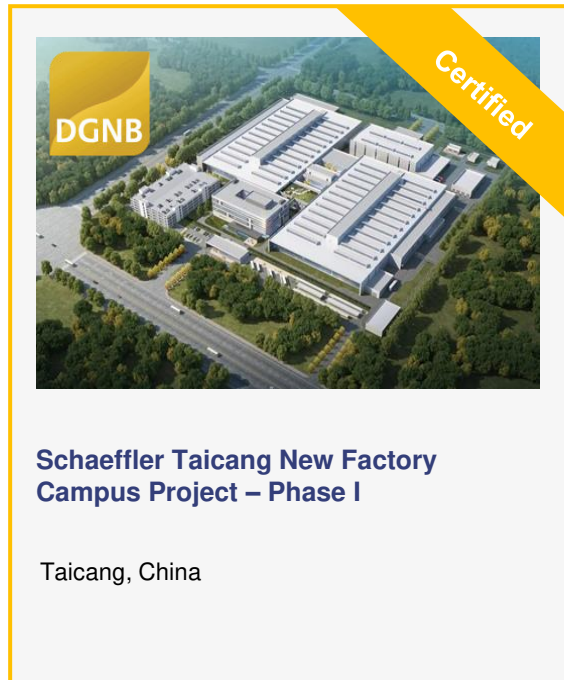 DGNB
Certified
Schaeffler Taicang New Factory
Campus Project – Phase I
Taicang, China